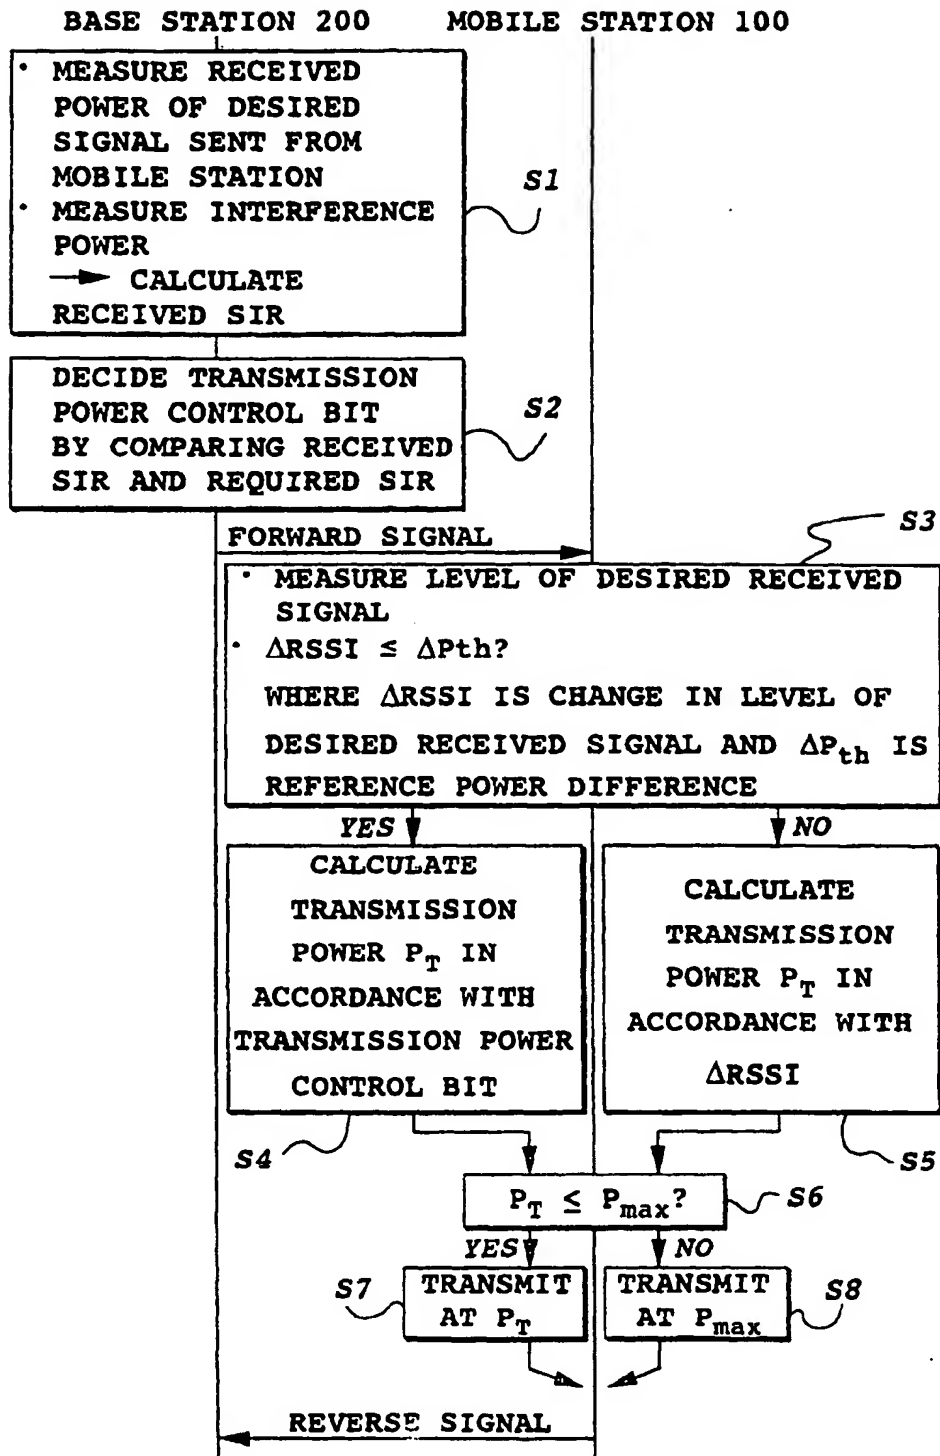 BASE STATION 200 MOBILE STATION 100
· MEASURE RECEIVED
POWER OF DESIRED
SIGNAL SENT FROM
MOBILE STATION
· MEASURE INTERFERENCE
POWER
→ CALCULATE
RECEIVED SIR
S1
DECIDE TRANSMISSION
POWER CONTROL BIT
BY COMPARING RECEIVED
SIR AND REQUIRED SIR
S2
FORWARD SIGNAL
S3
· MEASURE LEVEL OF DESIRED RECEIVED
SIGNAL
· ΔRSSI ≤ ΔPth?
WHERE ΔRSSI IS CHANGE IN LEVEL OF
DESIRED RECEIVED SIGNAL AND ΔPth IS
REFERENCE POWER DIFFERENCE
YES
NO
CALCULATE
TRANSMISSION
POWER PT IN
ACCORDANCE WITH
TRANSMISSION POWER
CONTROL BIT
S4
CALCULATE
TRANSMISSION
POWER PT IN
ACCORDANCE WITH
ΔRSSI
S5
PT ≤ Pmax?
S6
YES
NO
S7
TRANSMIT
AT PT
TRANSMIT
AT Pmax
S8
REVERSE SIGNAL